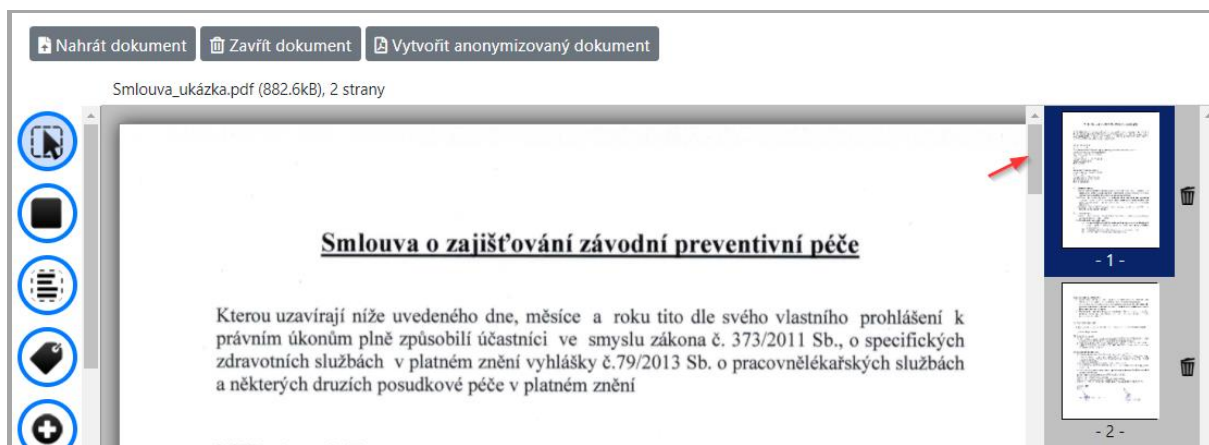 Nahrát dokument
Zavřít dokument
Vytvořit anonymizovaný dokument
Smlouva_ukázka.pdf (882.6kB), 2 strany
Smlouva o zajišťování závodní preventivní péče
Kterou uzavírají níže uvedeného dne, měsíce a roku tito dle svého vlastního prohlášení k
právním úkonům plně způsobilí účastníci ve smyslu zákona č. 373/2011 Sb., o specifických
zdravotních službách v platném znění vyhlášky č.79/2013 Sb. o pracovnělékařských službách
a některých druzích posudkové péče v platném znění
- 1 -
- 2 -